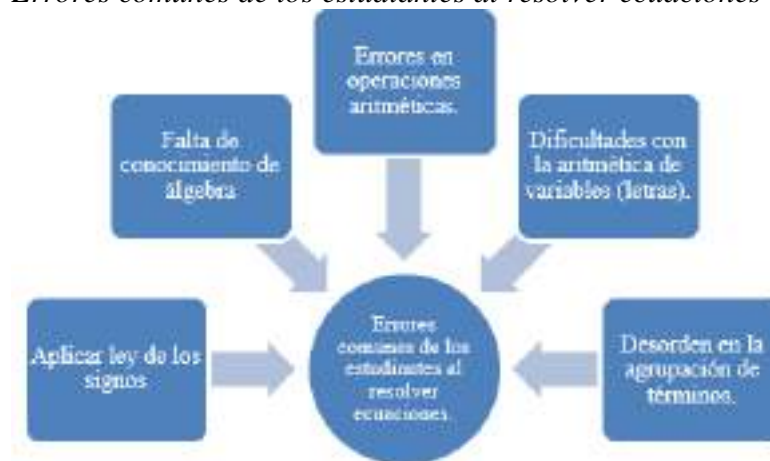 Errores comunes de los estudiantes al resolver ecuaciones
Errores en
operaciones
aritméticas.
Falta de
conocimiento de
álgebra
Dificultades con
la aritmética de
variables (letras).
Aplicar ley de los
signos
Errores
comunes de los
estudiantes al
resolver
ecuaciones.
Desorden en la
agrupación de
términos.